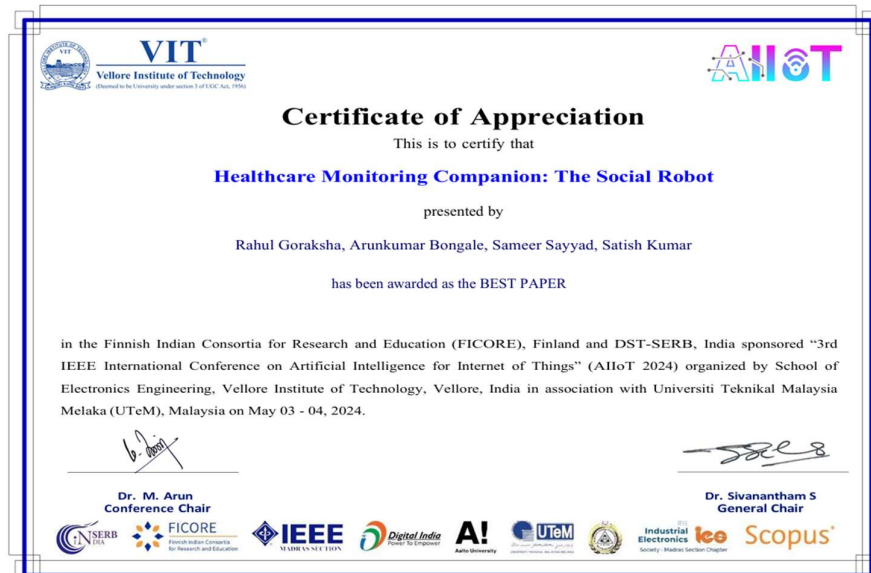 VIT®
Vellore Institute of Technology
(Deemed to be University under section 3 of UGC Act, 1956)
AIIoT
Certificate of Appreciation
This is to certify that
Healthcare Monitoring Companion: The Social Robot
presented by
Rahul Goraksha, Arunkumar Bongale, Sameer Sayyad, Satish Kumar
has been awarded as the BEST PAPER
in the Finnish Indian Consortia for Research and Education (FICORE), Finland and DST-SERB, India sponsored “3rd
IEEE International Conference on Artificial Intelligence for Internet of Things” (AIIoT 2024) organized by School of
Electronics Engineering, Vellore Institute of Technology, Vellore, India in association with Universiti Teknikal Malaysia
Melaka (UTeM), Malaysia on May 03 - 04, 2024.
Dr. M. Arun
Conference Chair
Dr. Sivanantham S
General Chair
SERB
INDIA
FICORE
Finnish Indian Consortia
for Research and Education
IEEE
MADRAS SECTION
Digital India
Power To Empower
A!
Aalto University
UTeM
Industrial
Electronics
Society - Madras Section Chapter
ieo
Scopus®